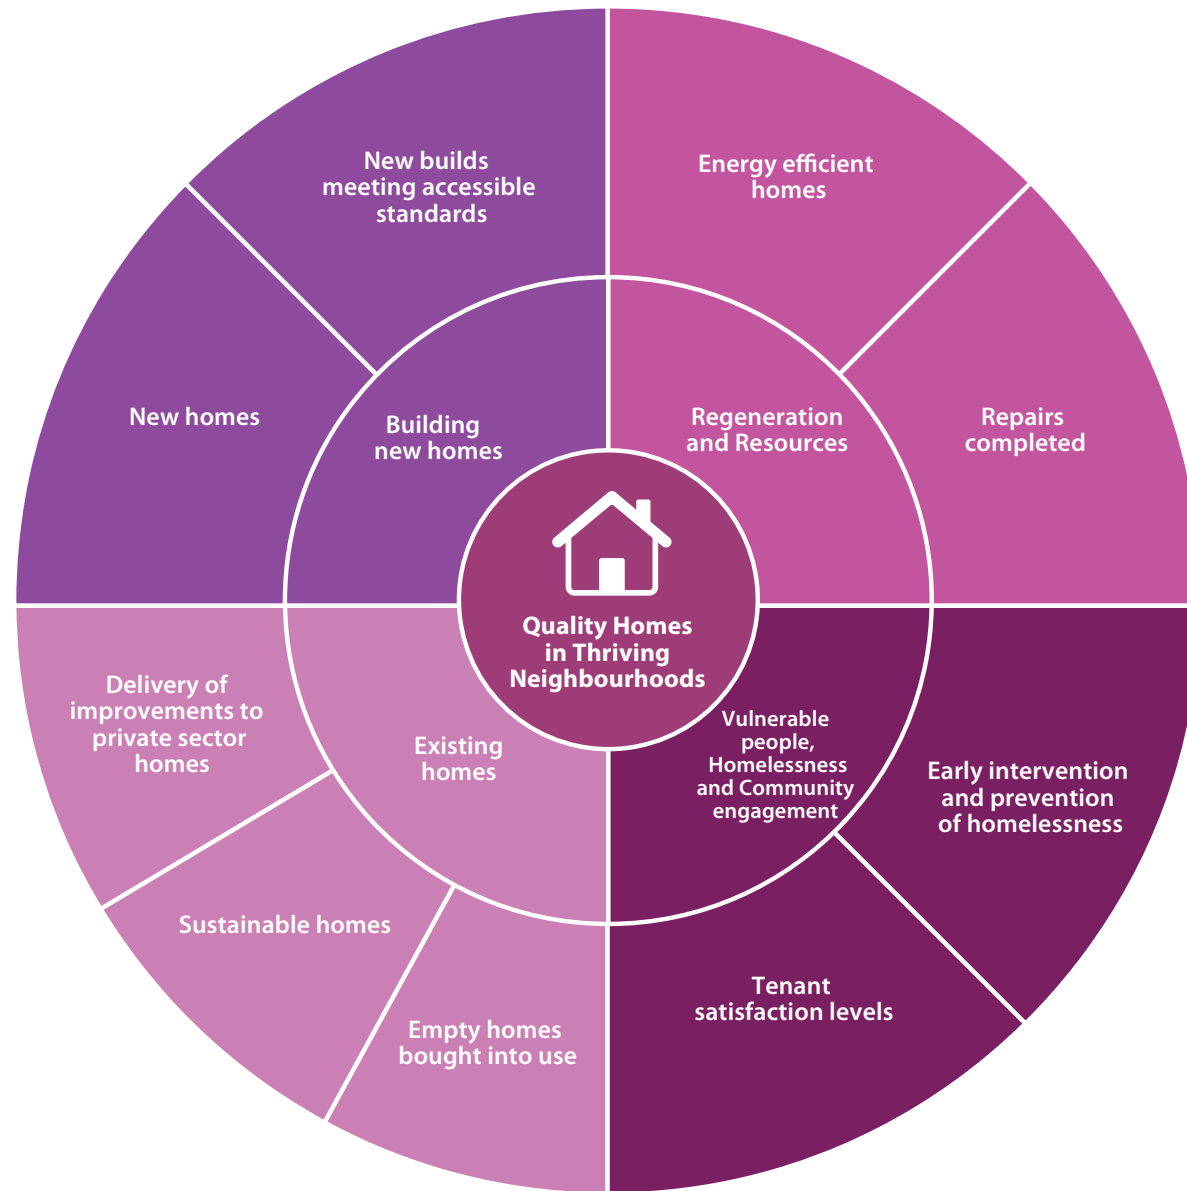 New builds
meeting accessible
standards
Energy efficient
homes
New homes
Building
new homes
Regeneration
and Resources
Repairs
completed
Quality Homes
in Thriving
Neighbourhoods
Delivery of
improvements to
private sector
homes
Existing
homes
Vulnerable
people,
Homelessness
and Community
engagement
Early intervention
and prevention
of homelessness
Sustainable homes
Empty homes
bought into use
Tenant
satisfaction levels